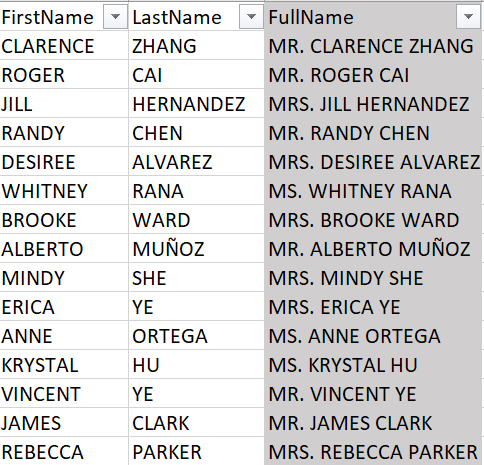 FirstName LastName FullName
CLARENCE ZHANG MR. CLARENCE ZHANG
ROGER CAI MR. ROGER CAI
JILL HERNANDEZ MRS. JILL HERNANDEZ
RANDY CHEN MR. RANDY CHEN
DESIREE ALVAREZ MRS. DESIREE ALVAREZ
WHITNEY RANA MS. WHITNEY RANA
BROOKE WARD MRS. BROOKE WARD
ALBERTO MUÑOZ MR. ALBERTO MUÑOZ
MINDY SHE MRS. MINDY SHE
ERICA YE MRS. ERICA YE
ANNE ORTEGA MS. ANNE ORTEGA
KRYSTAL HU MS. KRYSTAL HU
VINCENT YE MR. VINCENT YE
JAMES CLARK MR. JAMES CLARK
REBECCA PARKER MRS. REBECCA PARKER